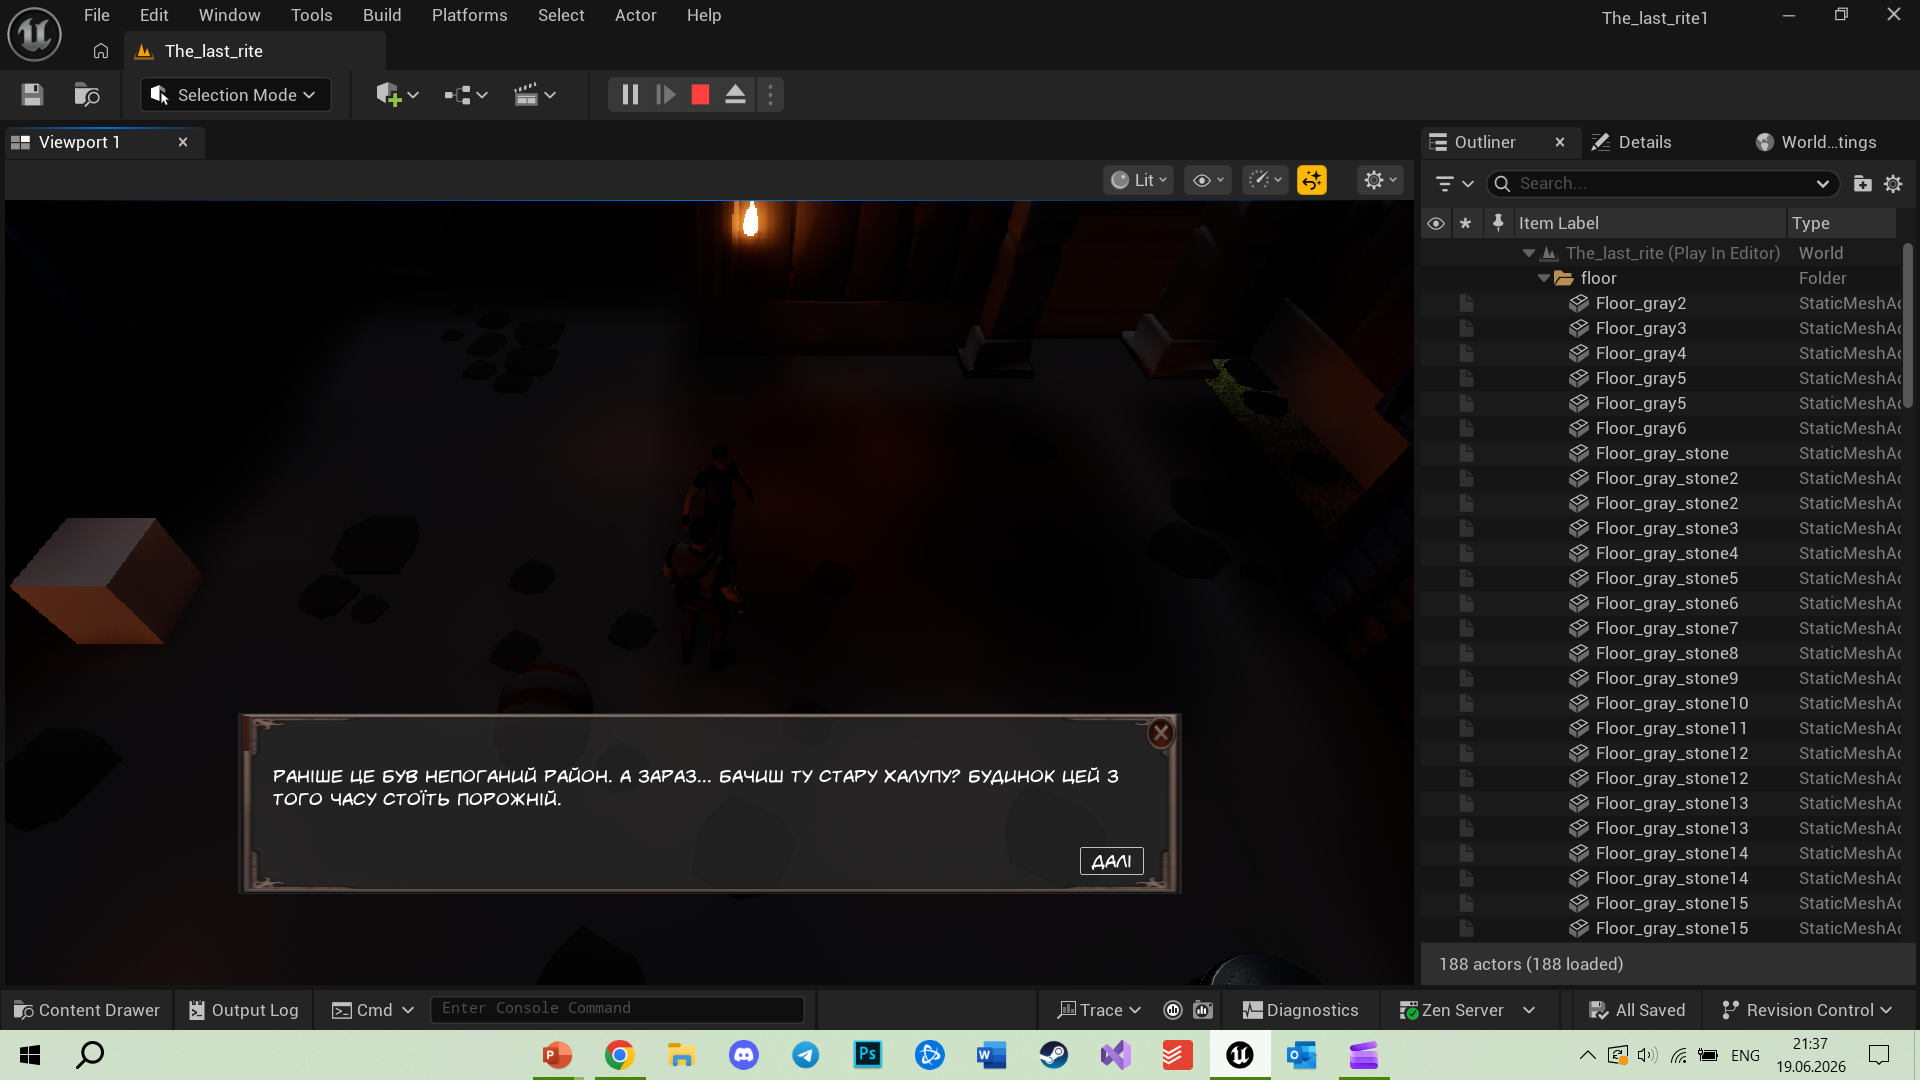 File Edit Window Tools Build Platforms Select Actor Help
The_last_rite1
The_last_rite
Selection Mode
Viewport 1
Outliner
Details
World...tings
Lit
Search...
Item Label Type
The_last_rite (Play In Editor) World
floor Folder
Floor_gray2 StaticMeshAc
Floor_gray3 StaticMeshAc
Floor_gray4 StaticMeshAc
Floor_gray5 StaticMeshAc
Floor_gray5 StaticMeshAc
Floor_gray6 StaticMeshAc
Floor_gray_stone StaticMeshAc
Floor_gray_stone2 StaticMeshAc
Floor_gray_stone2 StaticMeshAc
Floor_gray_stone3 StaticMeshAc
Floor_gray_stone4 StaticMeshAc
Floor_gray_stone5 StaticMeshAc
Floor_gray_stone6 StaticMeshAc
Floor_gray_stone7 StaticMeshAc
Floor_gray_stone8 StaticMeshAc
Floor_gray_stone9 StaticMeshAc
Floor_gray_stone10 StaticMeshAc
Floor_gray_stone11 StaticMeshAc
Floor_gray_stone12 StaticMeshAc
Floor_gray_stone12 StaticMeshAc
Floor_gray_stone13 StaticMeshAc
Floor_gray_stone13 StaticMeshAc
Floor_gray_stone14 StaticMeshAc
Floor_gray_stone14 StaticMeshAc
Floor_gray_stone15 StaticMeshAc
Floor_gray_stone15 StaticMeshAc
188 actors (188 loaded)
РАНІШЕ ЦЕ БУВ НЕПОГАНИЙ РАЙОН. А ЗАРАЗ... БАЧИШ ТУ СТАРУ ХАЛУПУ? БУДИНОК ЦЕЙ З
ТОГО ЧАСУ СТОЇТЬ ПОРОЖНІЙ.
ДАЛІ
Content Drawer Output Log Cmd Enter Console Command Trace Diagnostics Zen Server All Saved Revision Control
ENG
21:37
19.06.2026